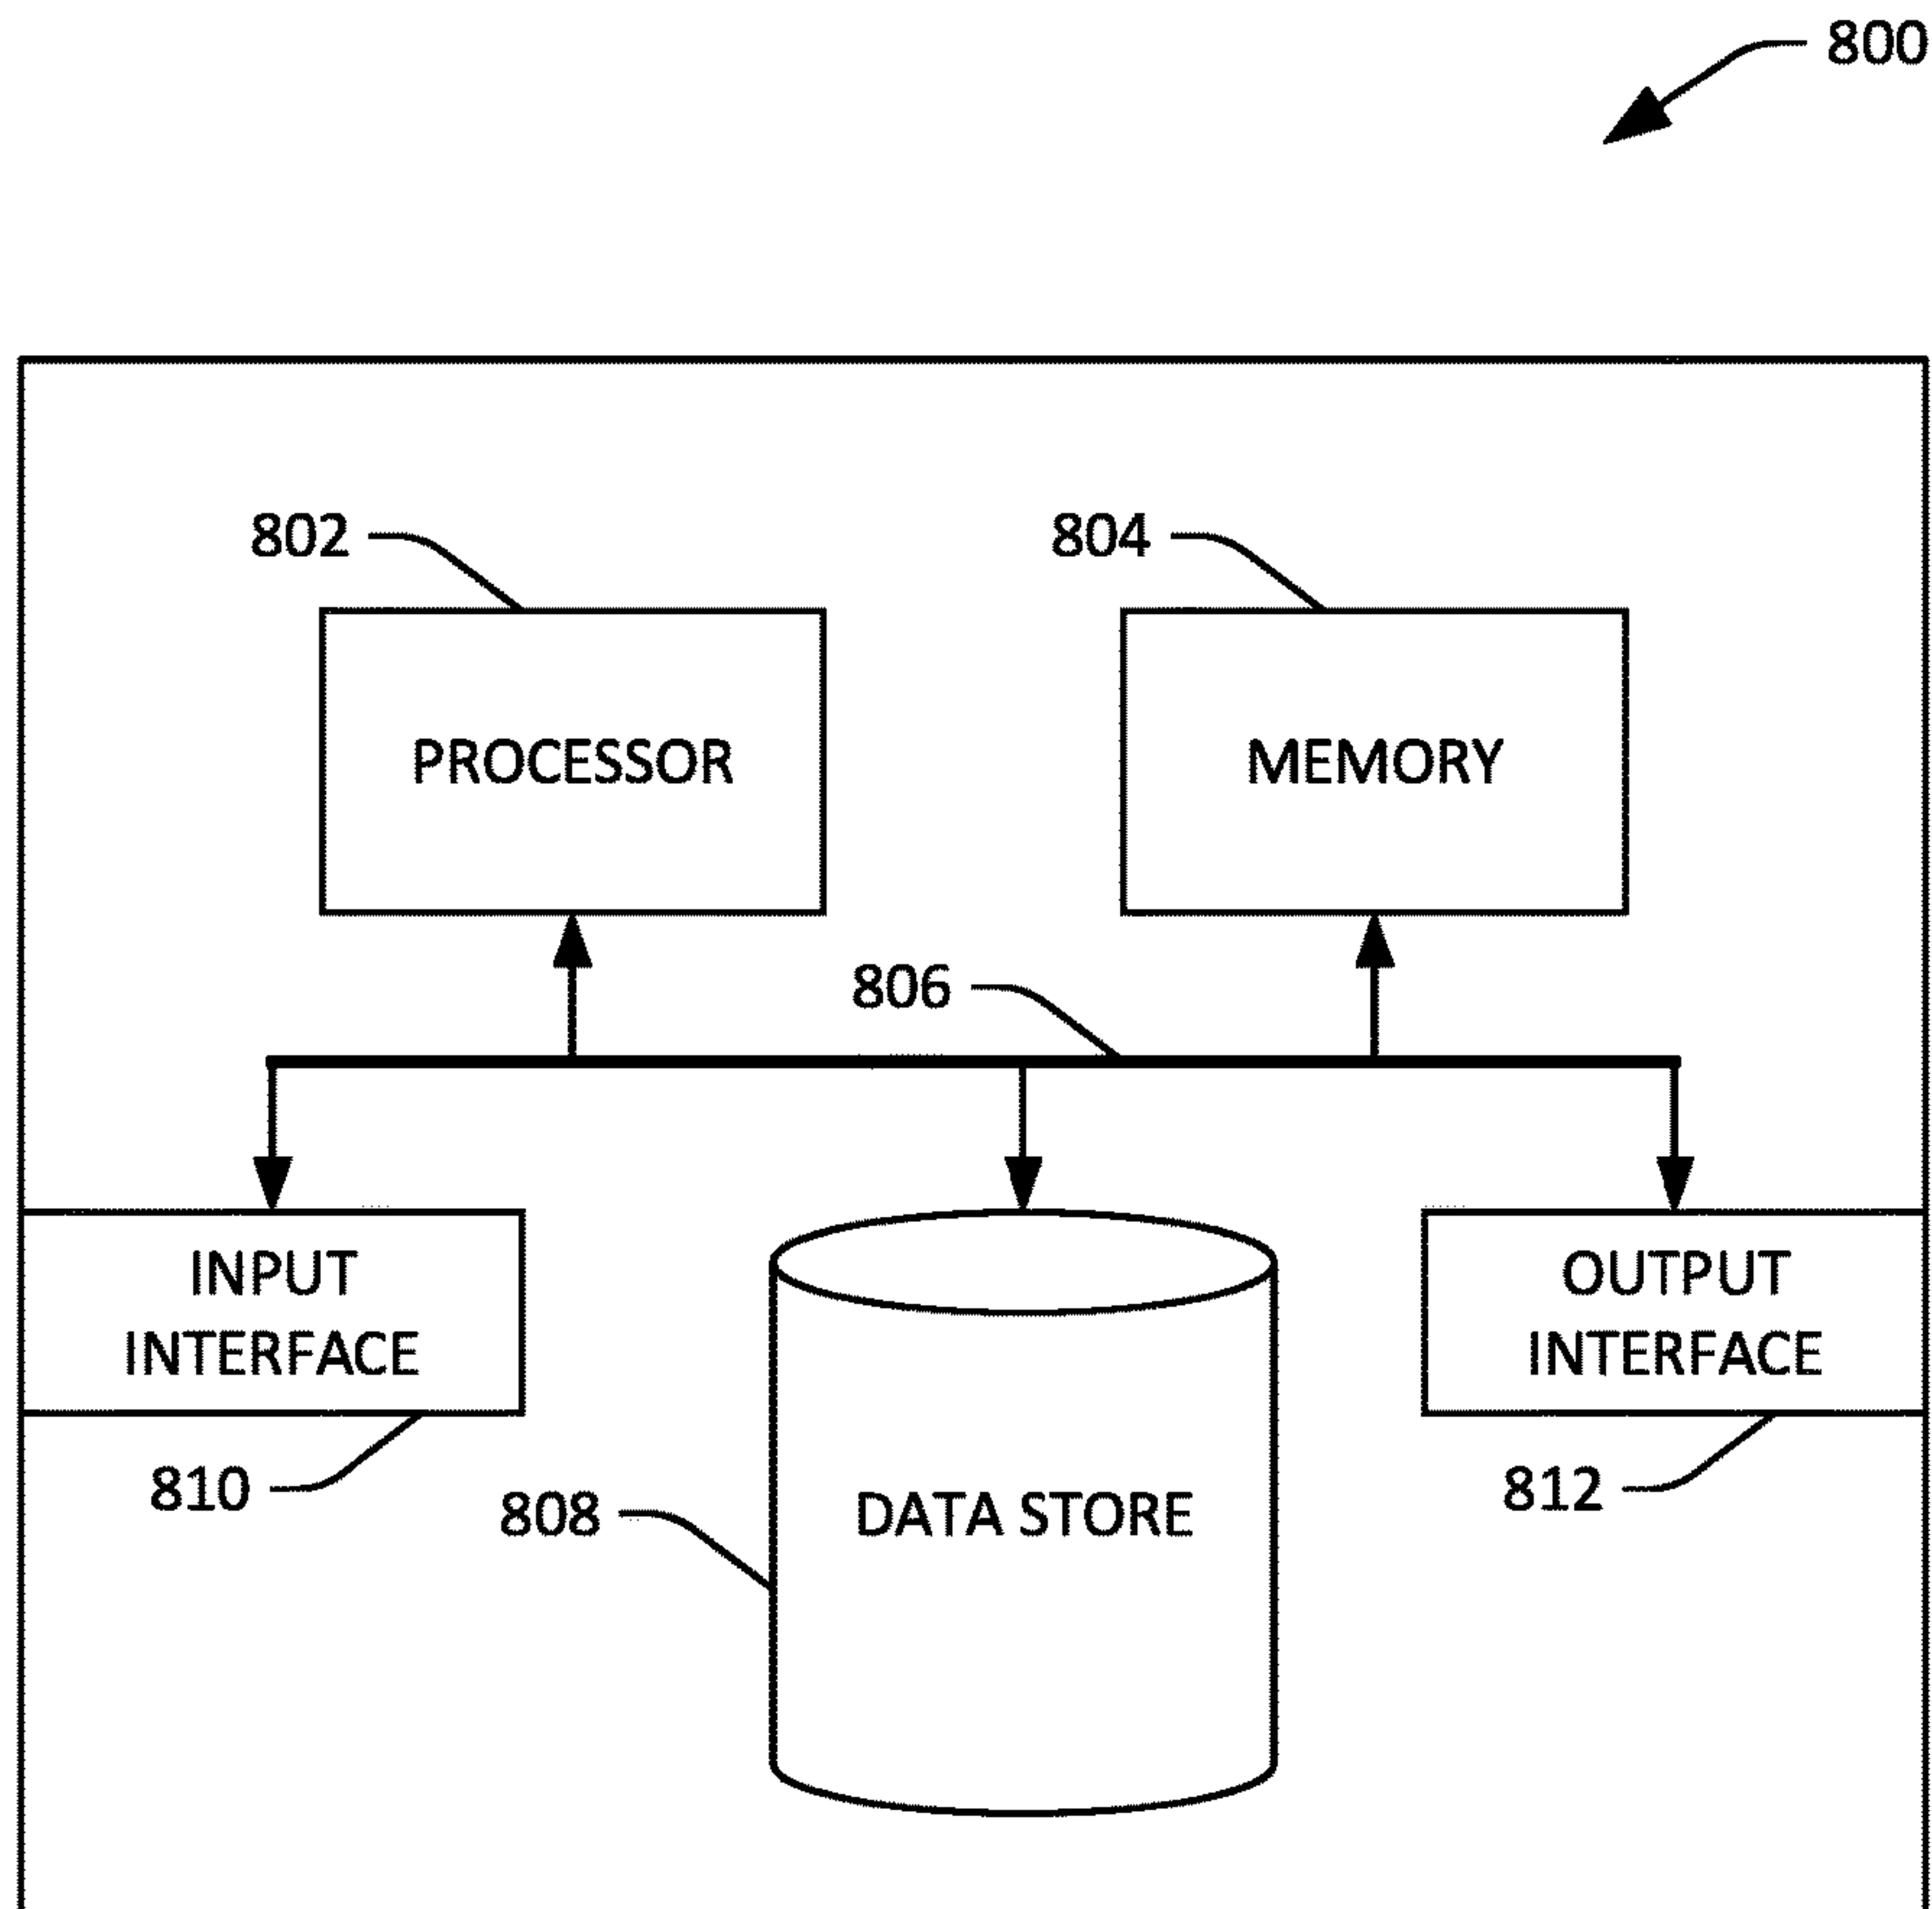 800
802
804
PROCESSOR
MEMORY
806
INPUT
INTERFACE
OUTPUT
INTERFACE
810
808
DATA STORE
812